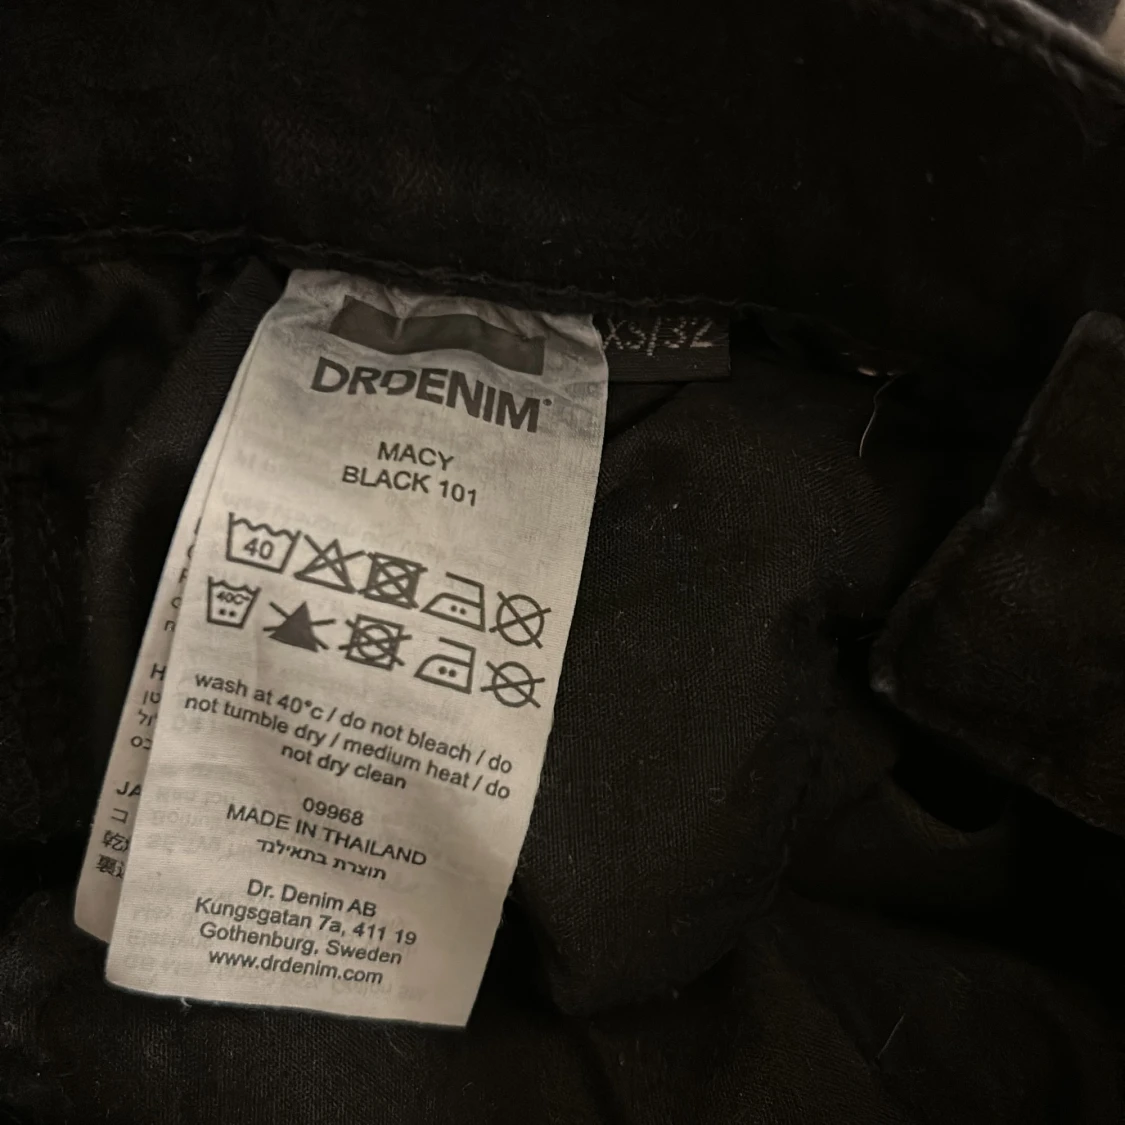 XS/32
DRDENIM®
MACY
BLACK 101
40
40C
wash at 40°c / do not bleach / do
not tumble dry / medium heat / do
not dry clean
09968
MADE IN THAILAND
תוצרת בתאילנד
Dr. Denim AB
Kungsgatan 7a, 411 19
Gothenburg, Sweden
www.drdenim.com